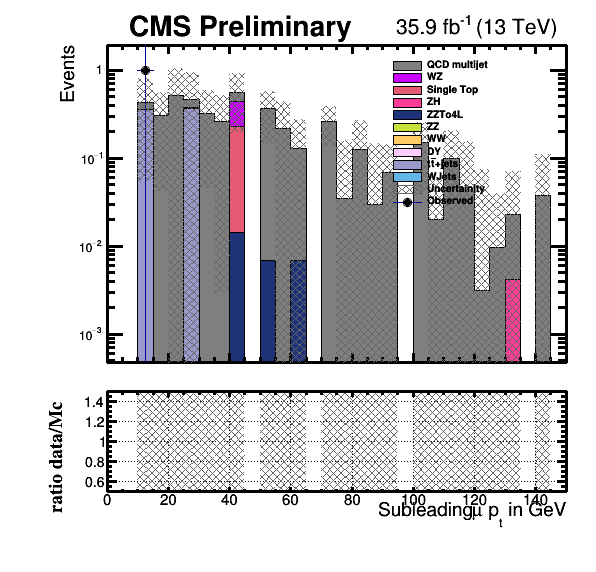 CMS Preliminary
35.9 fb⁻¹ (13 TeV)
Events
1
10⁻¹
10⁻²
10⁻³
QCD multijet
WZ
Single Top
ZH
ZZTo4L
ZZ
WW
DY
tt+jets
WJets
Uncertainity
Observed
ratio data/Mc
1.4
1.2
1
0.8
0.6
0 20 40 60 80 100 120 140
Subleadingμ pₜ in GeV